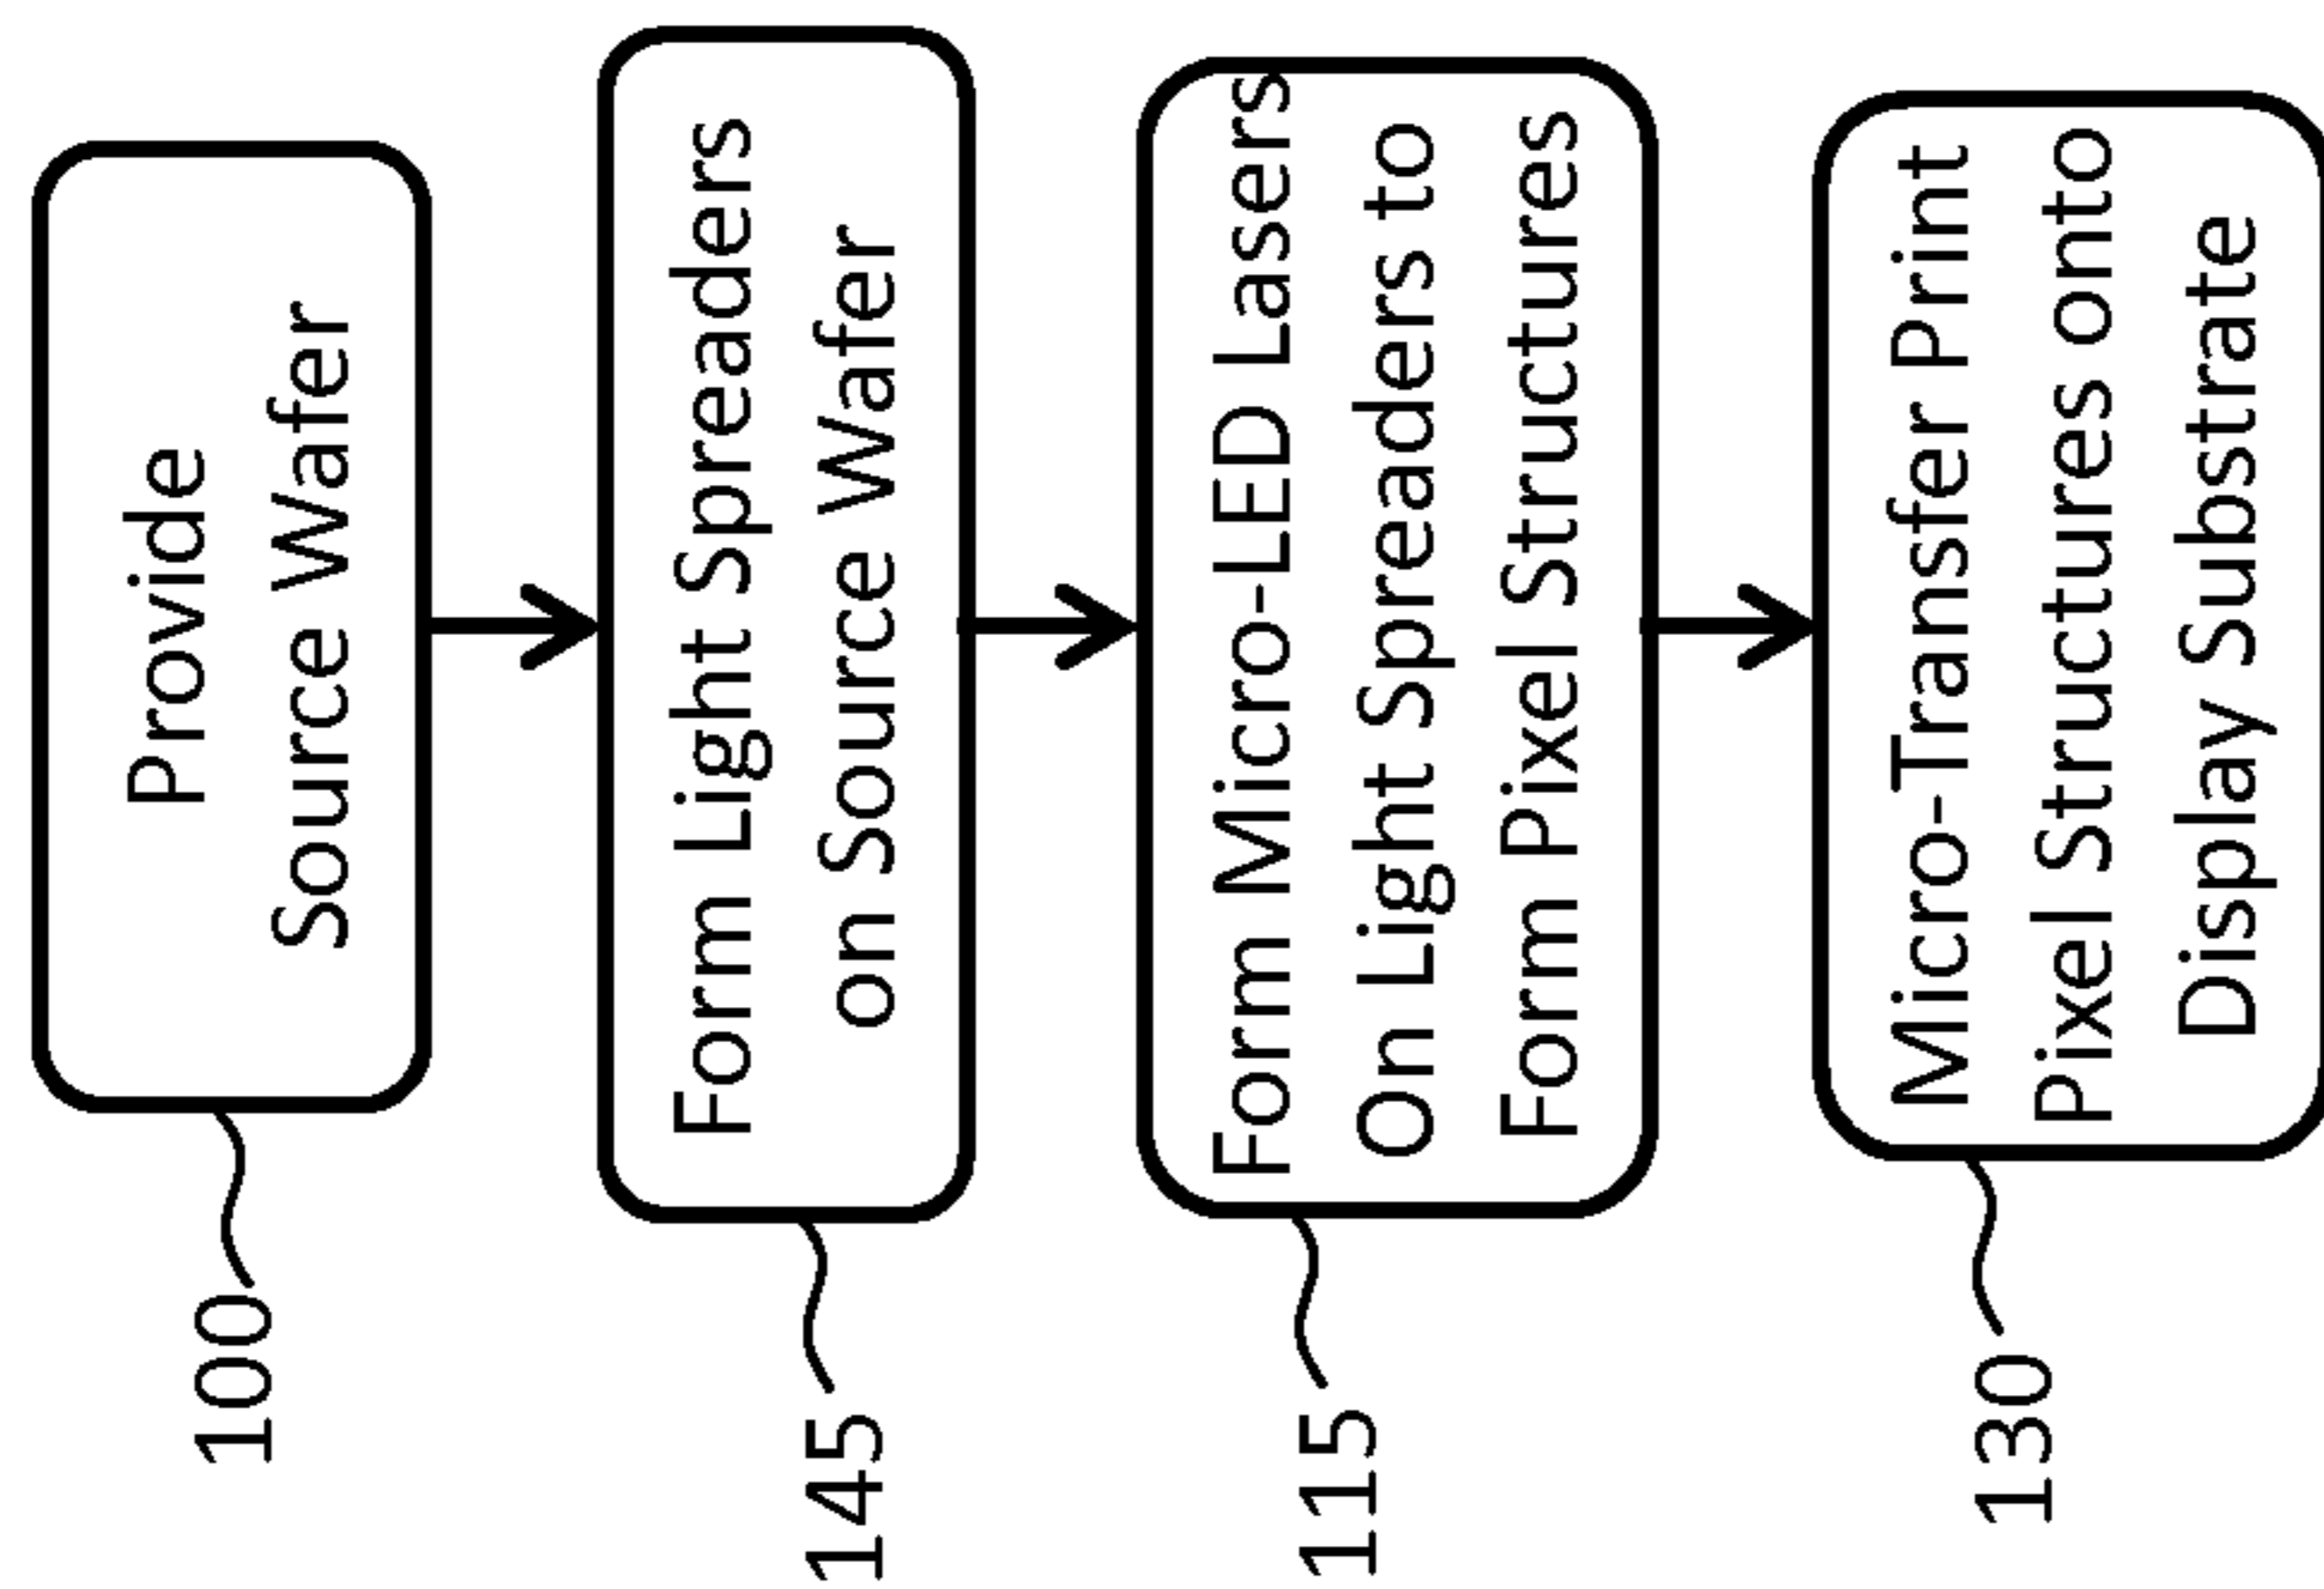 100
Provide
Source Wafer
145
Form Light Spreaders
on Source Wafer
115
Form Micro-LED Lasers
On Light Spreaders to
Form Pixel Structures
130
Micro-Transfer Print
Pixel Structures onto
Display Substrate